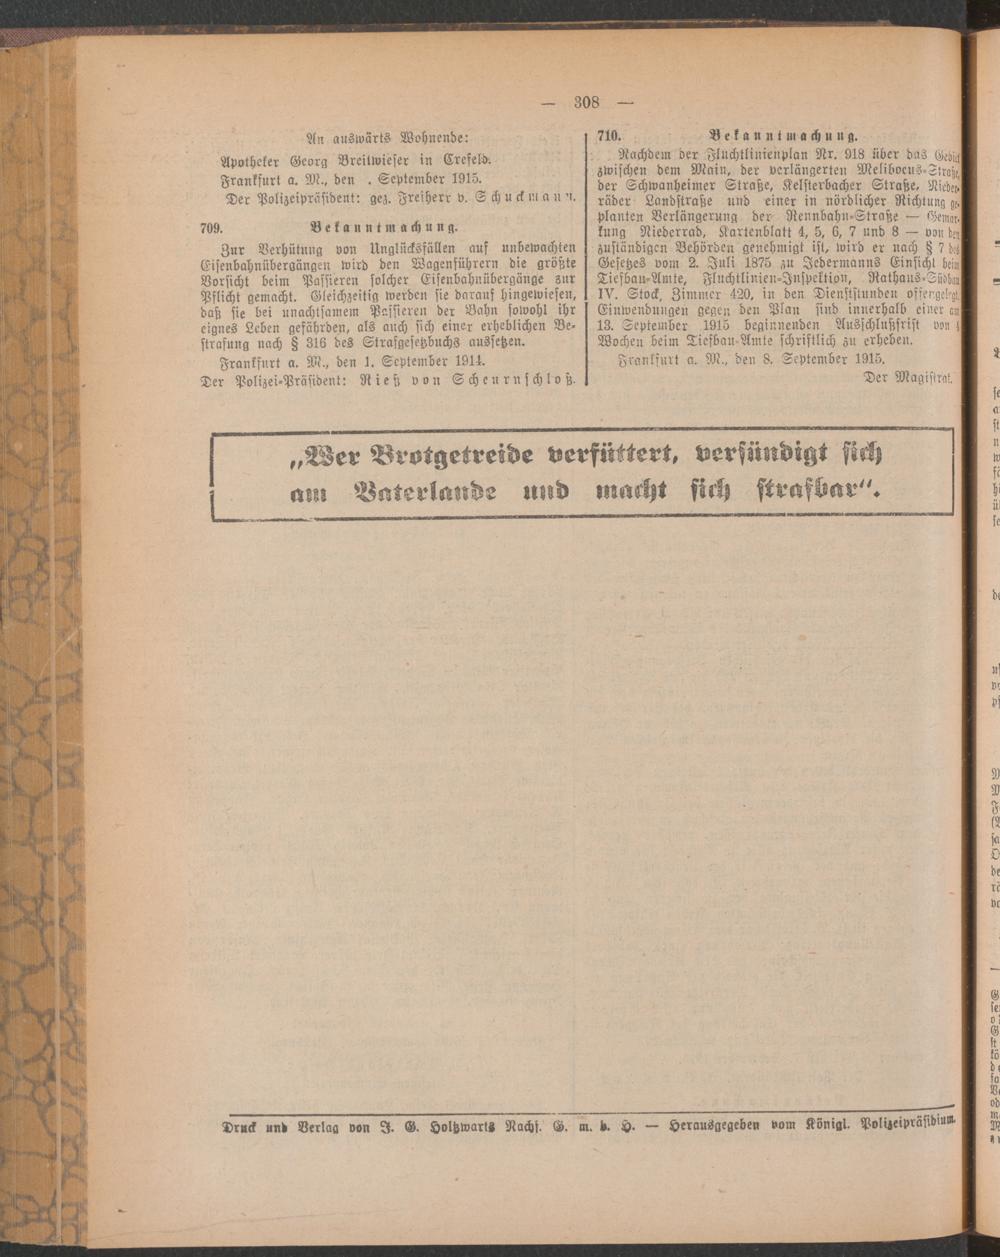 — 308 —
An auswärts Wohnende:
Apotheker Georg Breitwieser in Crefeld.
Frankfurt a. M., den . September 1915.
Der Polizeipräsident: gez. Freiherr v. Schuckmann.
709. Bekanntmachung.
Zur Verhütung von Unglücksfällen auf unbewachten
Eisenbahnübergängen wird den Wagenführern die größte
Vorsicht beim Passieren solcher Eisenbahnübergänge zur
Pflicht gemacht. Gleichzeitig werden sie darauf hingewiesen,
daß sie bei unachtsamem Passieren der Bahn sowohl ihr
eignes Leben gefährden, als auch sich einer erheblichen Be-
strafung nach § 316 des Strafgesetzbuchs aussetzen.
Frankfurt a. M., den 1. September 1914.
Der Polizei-Präsident: Rieß von Scheurnschloß.
710. Bekanntmachung.
Nachdem der Fluchtlinienplan Nr. 918 über das Gebiet
zwischen dem Main, der verlängerten Melibocus-Straße,
der Schwanheimer Straße, Kelsterbacher Straße, Nieder-
räder Landstraße und einer in nördlicher Richtung ge-
planten Verlängerung der Rennbahn-Straße — Gemar-
kung Niederrad, Kartenblatt 4, 5, 6, 7 und 8 — von den
zuständigen Behörden genehmigt ist, wird er nach § 7 des
Gesetzes vom 2. Juli 1875 zu Jedermanns Einsicht beim
Tiefbau-Amte, Fluchtlinien-Inspektion, Rathaus-Südbau
IV. Stock, Zimmer 420, in den Dienststunden offengelegt.
Einwendungen gegen den Plan sind innerhalb einer am
13. September 1915 beginnenden Ausschlußfrist von 4
Wochen beim Tiefbau-Amte schriftlich zu erheben.
Frankfurt a. M., den 8. September 1915.
Der Magistrat.
„Wer Brotgetreide verfüttert, versündigt sich
am Vaterlande und macht sich strafbar“.
Druck und Verlag von J. G. Holtzwarts Nachf. G. m. b. H. — Herausgegeben vom Königl. Polizeipräsidium.